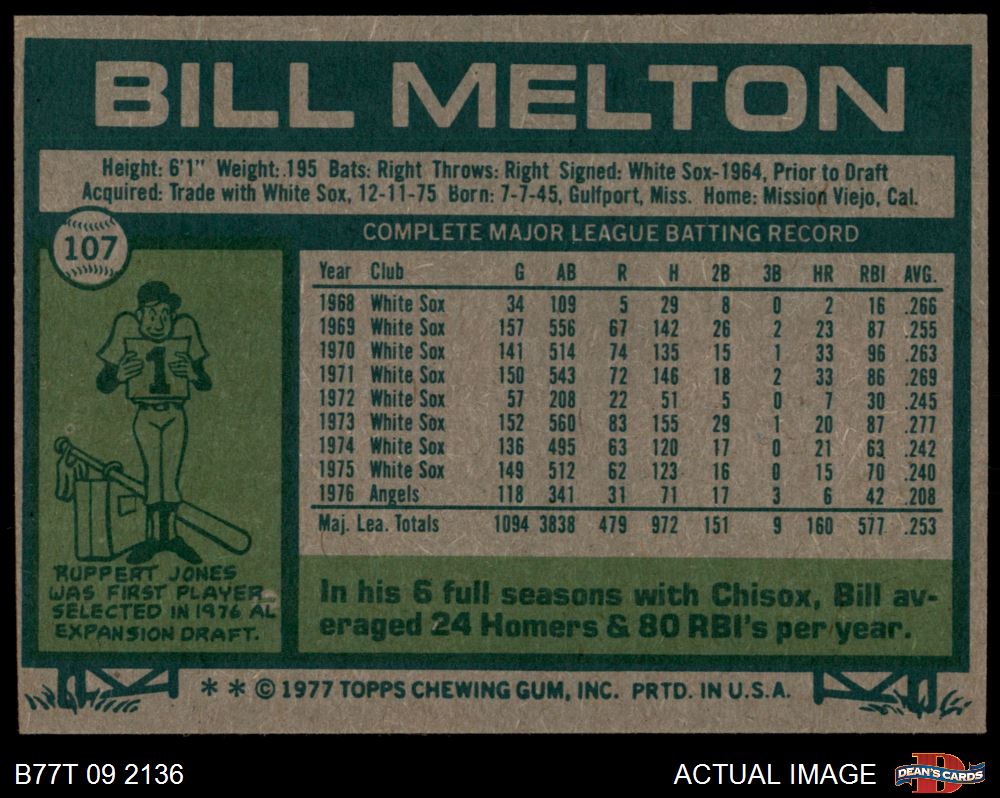 BILL MELTON
Height: 6'1" Weight: 195 Bats: Right Throws: Right Signed: White Sox-1964, Prior to Draft
Acquired: Trade with White Sox, 12-11-75 Born: 7-7-45, Gulfport, Miss. Home: Mission Viejo, Cal.
107
COMPLETE MAJOR LEAGUE BATTING RECORD
Year Club G AB R H 2B 3B HR RBI AVG.
1968 White Sox 34 109 5 29 8 0 2 16 .266
1969 White Sox 157 556 67 142 26 2 23 87 .255
1970 White Sox 141 514 74 135 15 1 33 96 .263
1971 White Sox 150 543 72 146 18 2 33 86 .269
1972 White Sox 57 208 22 51 5 0 7 30 .245
1973 White Sox 152 560 83 155 29 1 20 87 .277
1974 White Sox 136 495 63 120 17 0 21 63 .242
1975 White Sox 149 512 62 123 16 0 15 70 .240
1976 Angels 118 341 31 71 17 3 6 42 .208
Maj. Lea. Totals 1094 3838 479 972 151 9 160 577 .253
1
RUPPERT JONES
WAS FIRST PLAYER
SELECTED IN 1976 AL
EXPANSION DRAFT.
In his 6 full seasons with Chisox, Bill av-
eraged 24 Homers & 80 RBI's per year.
* * © 1977 TOPPS CHEWING GUM, INC. PRTD. IN U.S.A.
B77T 09 2136
ACTUAL IMAGE
D
DEAN'S CARDS